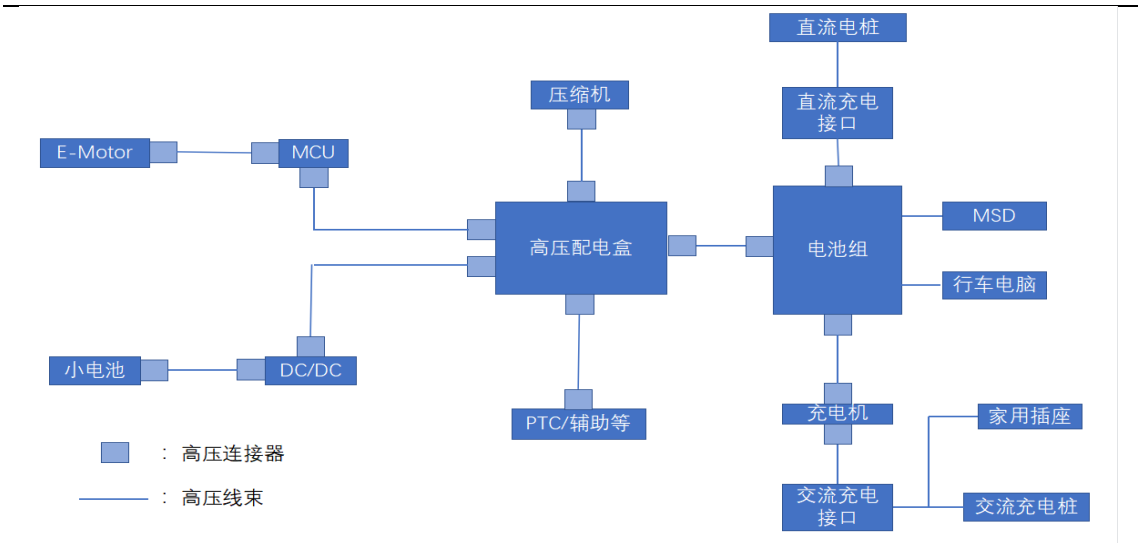 直流电桩
压缩机
直流充电
接口
E-Motor
MCU
高压配电盒
电池组
MSD
行车电脑
小电池
DC/DC
PTC/辅助等
充电机
家用插座
：高压连接器
：高压线束
交流充电
接口
交流充电桩